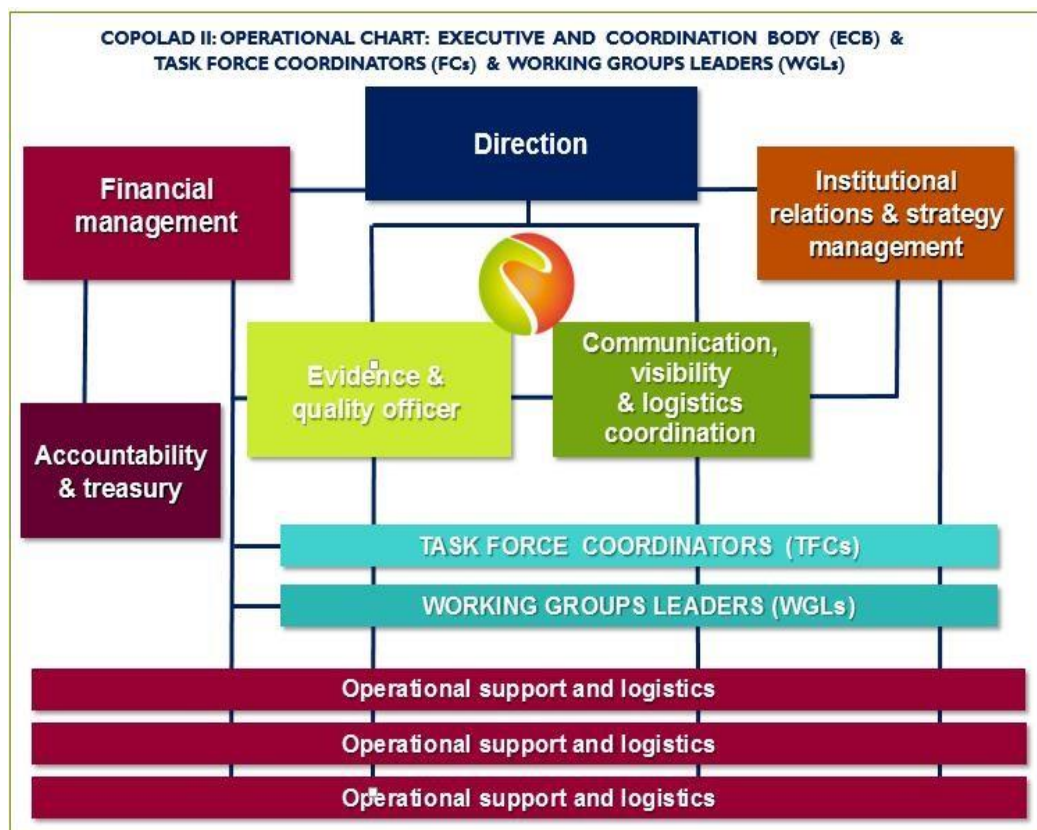 COPOLAD II: OPERATIONAL CHART: EXECUTIVE AND COORDINATION BODY (ECB) &
TASK FORCE COORDINATORS (FCs) & WORKING GROUPS LEADERS (WGLs)
Direction
Financial
management
Institutional
relations & strategy
management
Evidence &
quality officer
Communication,
visibility
& logistics
coordination
Accountability
& treasury
TASK FORCE COORDINATORS (TFCs)
WORKING GROUPS LEADERS (WGLs)
Operational support and logistics
Operational support and logistics
Operational support and logistics